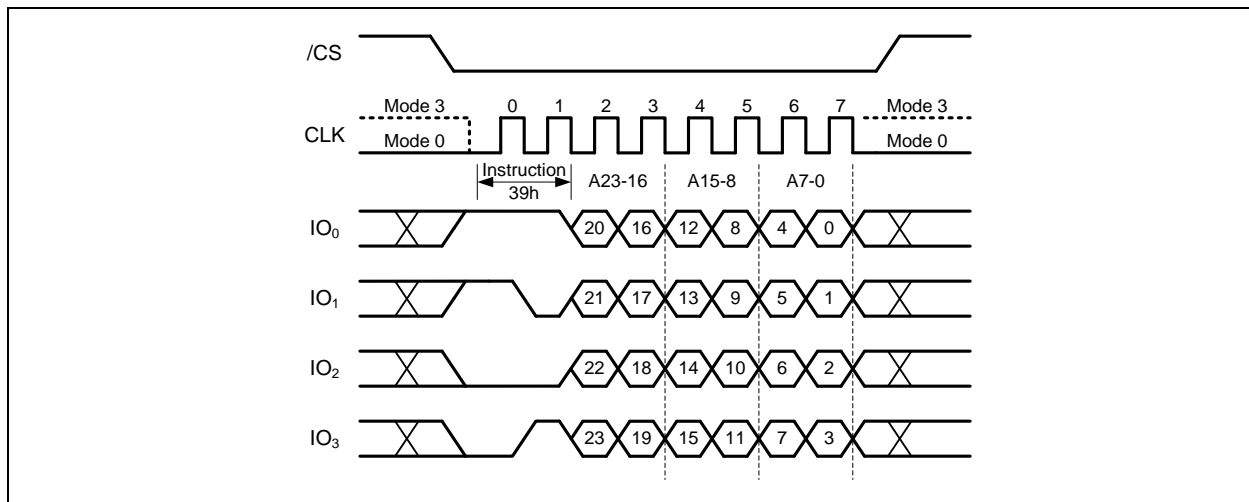 /CS
Mode 3 0 1 2 3 4 5 6 7 Mode 3
CLK
Mode 0 Mode 0
Instruction
39h
A23-16 A15-8 A7-0
IO0 20 16 12 8 4 0
IO1 21 17 13 9 5 1
IO2 22 18 14 10 6 2
IO3 23 19 15 11 7 3